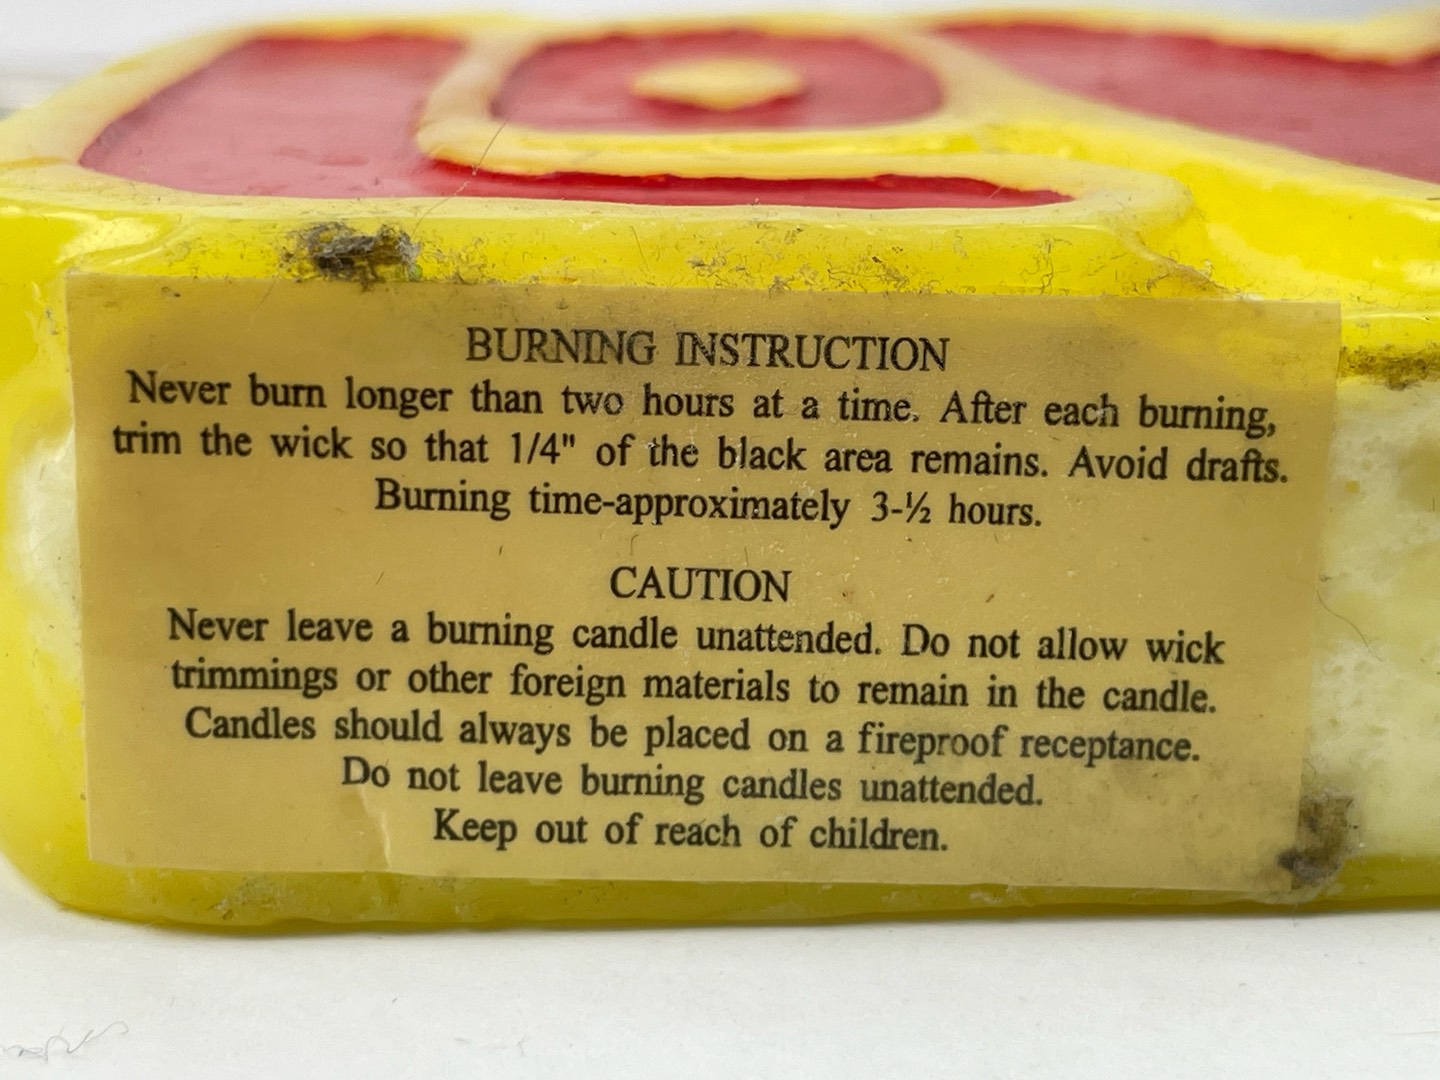 BURNING INSTRUCTION
Never burn longer than two hours at a time. After each burning,
trim the wick so that 1/4" of the black area remains. Avoid drafts.
Burning time-approximately 3-½ hours.
CAUTION
Never leave a burning candle unattended. Do not allow wick
trimmings or other foreign materials to remain in the candle.
Candles should always be placed on a fireproof receptance.
Do not leave burning candles unattended.
Keep out of reach of children.